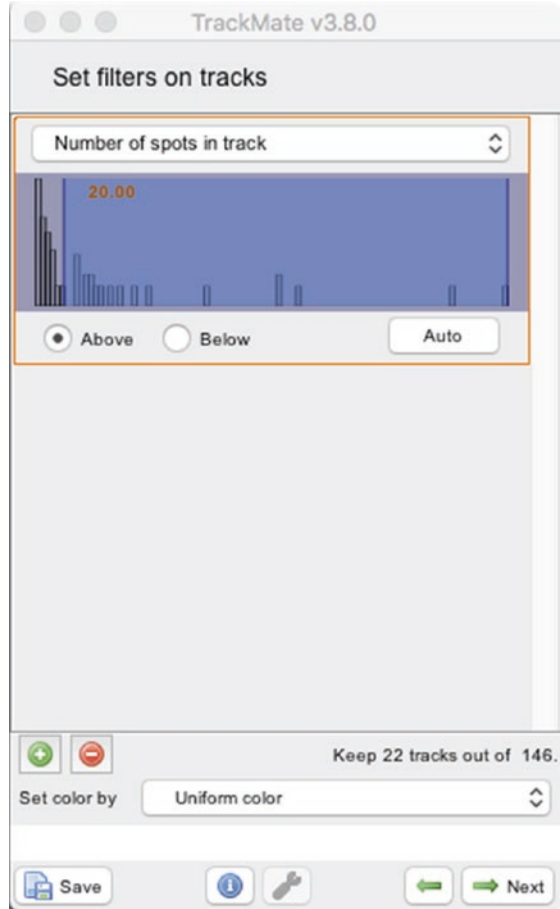 TrackMate v3.8.0
Set filters on tracks
Number of spots in track
20.00
Above Below Auto
Keep 22 tracks out of 146.
Set color by Uniform color
Save Next